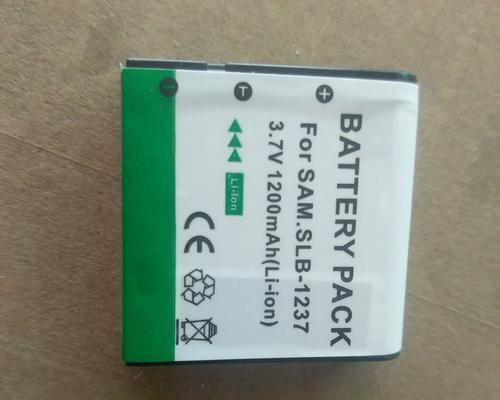 BATTERY PACK
For SAM.SLB-1237
3.7V 1200mAh(Li-ion)
+ T -
Li-ion
CE